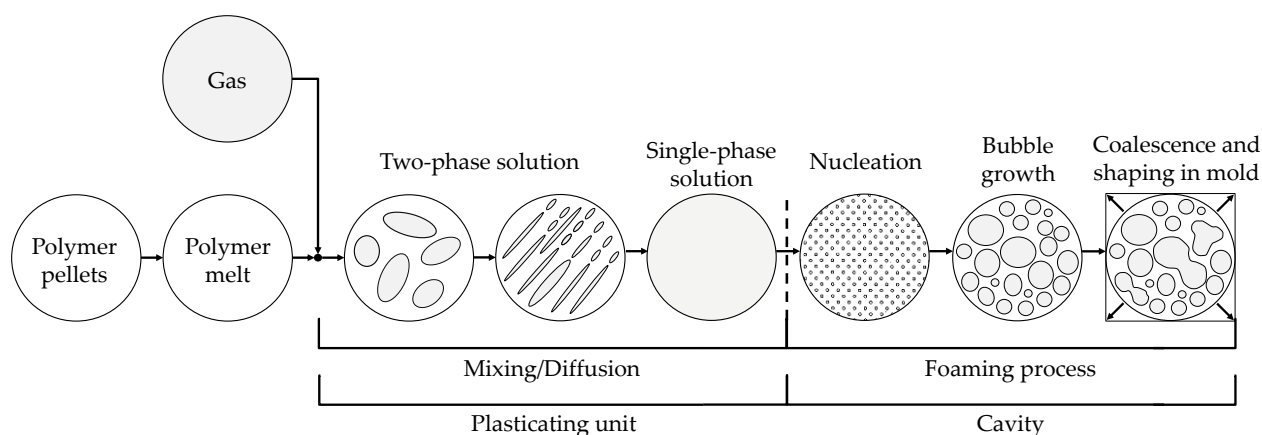 Gas
Two-phase solution
Single-phase
solution
Nucleation
Bubble
growth
Coalescence and
shaping in mold
Polymer
pellets
Polymer
melt
Mixing/Diffusion
Foaming process
Plasticating unit
Cavity